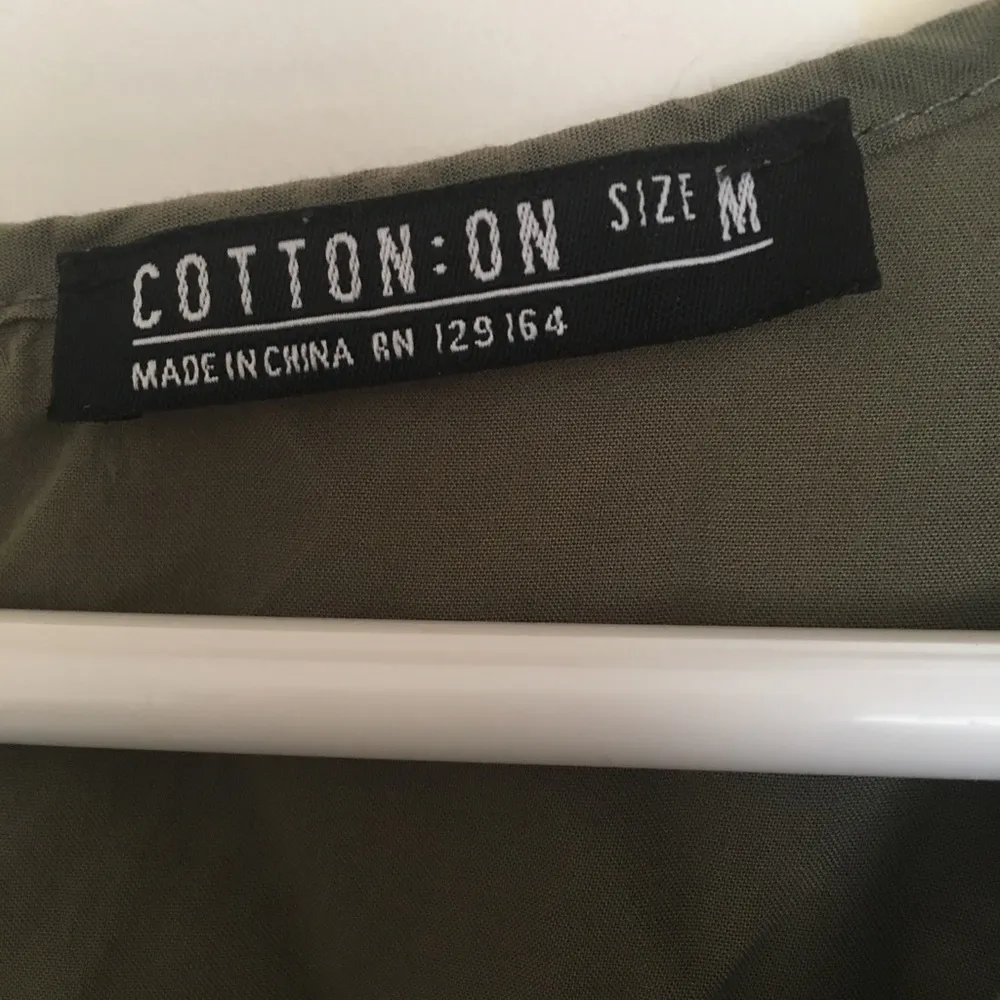 COTTON:ON SIZE M
MADE IN CHINA RN 129164